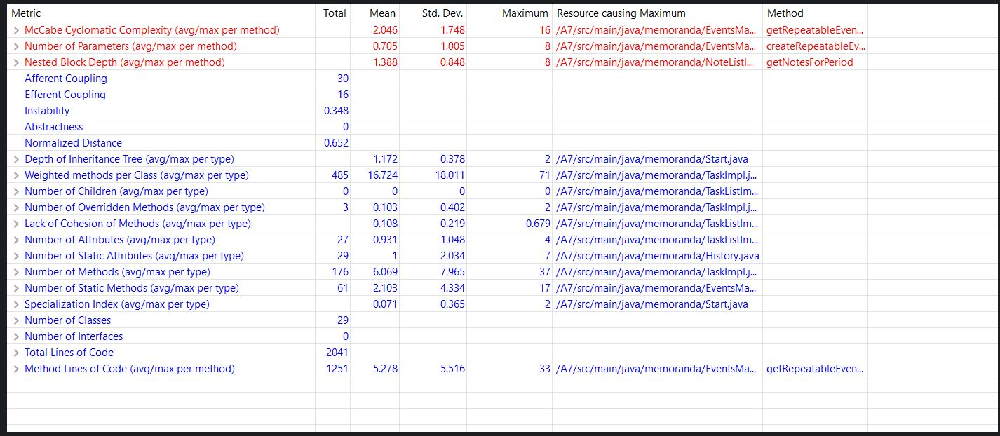 Metric Total Mean Std. Dev. Maximum Resource causing Maximum Method
McCabe Cyclomatic Complexity (avg/max per method) 2.046 1.748 16 /A7/src/main/java/memoranda/EventsMa... getRepeatableEven...
Number of Parameters (avg/max per method) 0.705 1.005 8 /A7/src/main/java/memoranda/EventsMa... createRepeatableEv...
Nested Block Depth (avg/max per method) 1.388 0.848 8 /A7/src/main/java/memoranda/NoteListI... getNotesForPeriod
Afferent Coupling 30
Efferent Coupling 16
Instability 0.348
Abstractness 0
Normalized Distance 0.652
Depth of Inheritance Tree (avg/max per type) 1.172 0.378 2 /A7/src/main/java/memoranda/Start.java
Weighted methods per Class (avg/max per type) 485 16.724 18.011 71 /A7/src/main/java/memoranda/TaskImpl.j...
Number of Children (avg/max per type) 0 0 0 0 /A7/src/main/java/memoranda/TaskListIm...
Number of Overridden Methods (avg/max per type) 3 0.103 0.402 2 /A7/src/main/java/memoranda/TaskImpl.j...
Lack of Cohesion of Methods (avg/max per type) 0.108 0.219 0.679 /A7/src/main/java/memoranda/TaskListIm...
Number of Attributes (avg/max per type) 27 0.931 1.048 4 /A7/src/main/java/memoranda/TaskListIm...
Number of Static Attributes (avg/max per type) 29 1 2.034 7 /A7/src/main/java/memoranda/History.java
Number of Methods (avg/max per type) 176 6.069 7.965 37 /A7/src/main/java/memoranda/TaskImpl.j...
Number of Static Methods (avg/max per type) 61 2.103 4.334 17 /A7/src/main/java/memoranda/EventsMa...
Specialization Index (avg/max per type) 0.071 0.365 2 /A7/src/main/java/memoranda/Start.java
Number of Classes 29
Number of Interfaces 0
Total Lines of Code 2041
Method Lines of Code (avg/max per method) 1251 5.278 5.516 33 /A7/src/main/java/memoranda/EventsMa... getRepeatableEven...